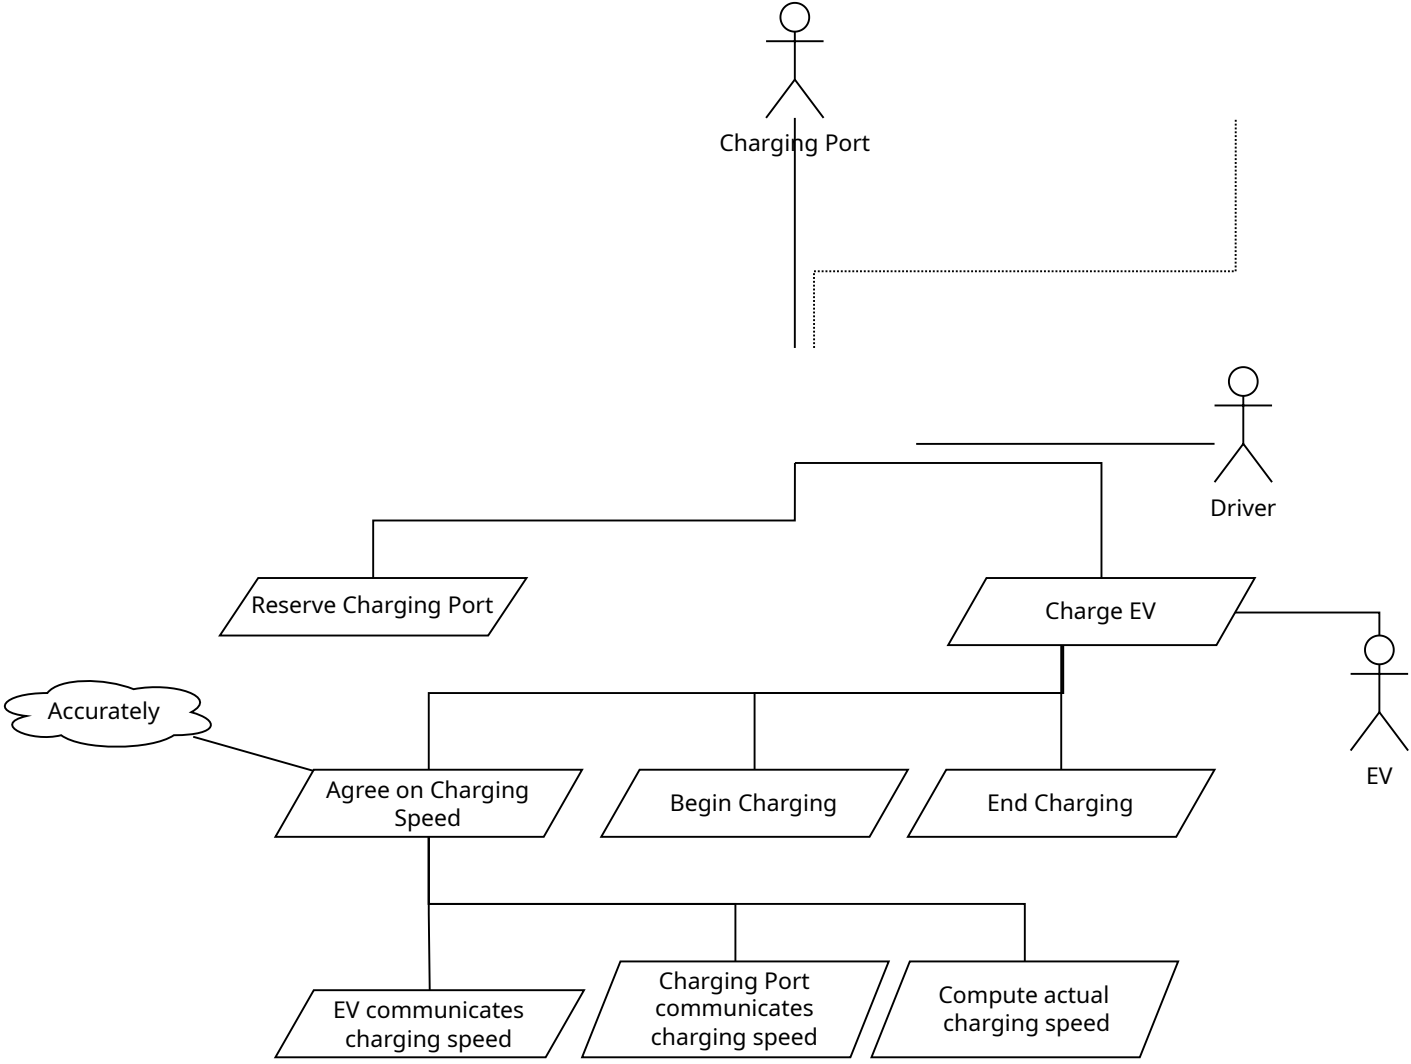 Charging Port
Driver
Reserve Charging Port
Charge EV
Accurately
EV
Agree on Charging
Speed
Begin Charging
End Charging
EV communicates
charging speed
Charging Port
communicates
charging speed
Compute actual
charging speed